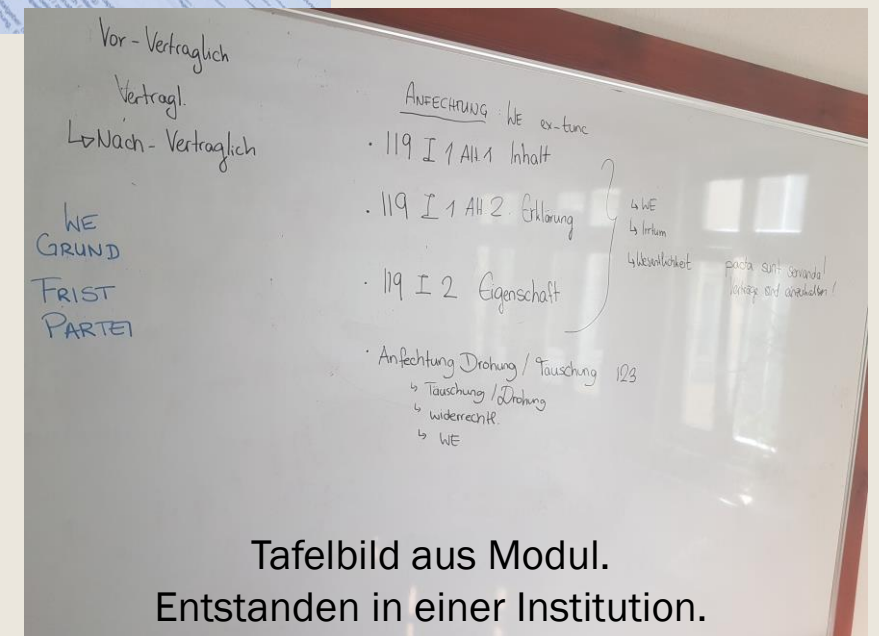 Vor-Vertraglich
Vertragl.
↳Nach-Vertraglich
WE
GRUND
FRIST
PARTEI
ANFECHTUNG WE ex-tunc
· 119 I 1 Alt 1 Inhalt
· 119 I 1 Alt 2. Erklärung
· 119 I 2 Eigenschaft
↳ WE
↳ Irrtum
↳ Wesentlichkeit
pacta sunt servanda!
Verträge sind einzuhalten!
· Anfechtung Drohung / Täuschung 123
↳ Täuschung / Drohung
↳ widerrechtl.
↳ WE
Tafelbild aus Modul.
Entstanden in einer Institution.